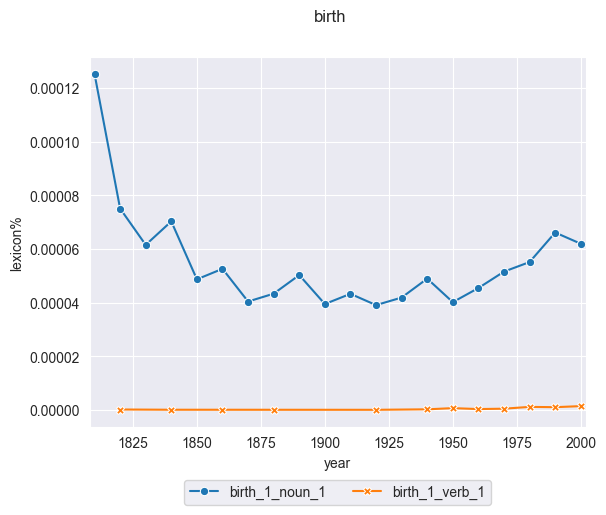 birth
lexicon%
0.00012
0.00010
0.00008
0.00006
0.00004
0.00002
0.00000
1825 1850 1875 1900 1925 1950 1975 2000
year
birth_1_noun_1 birth_1_verb_1